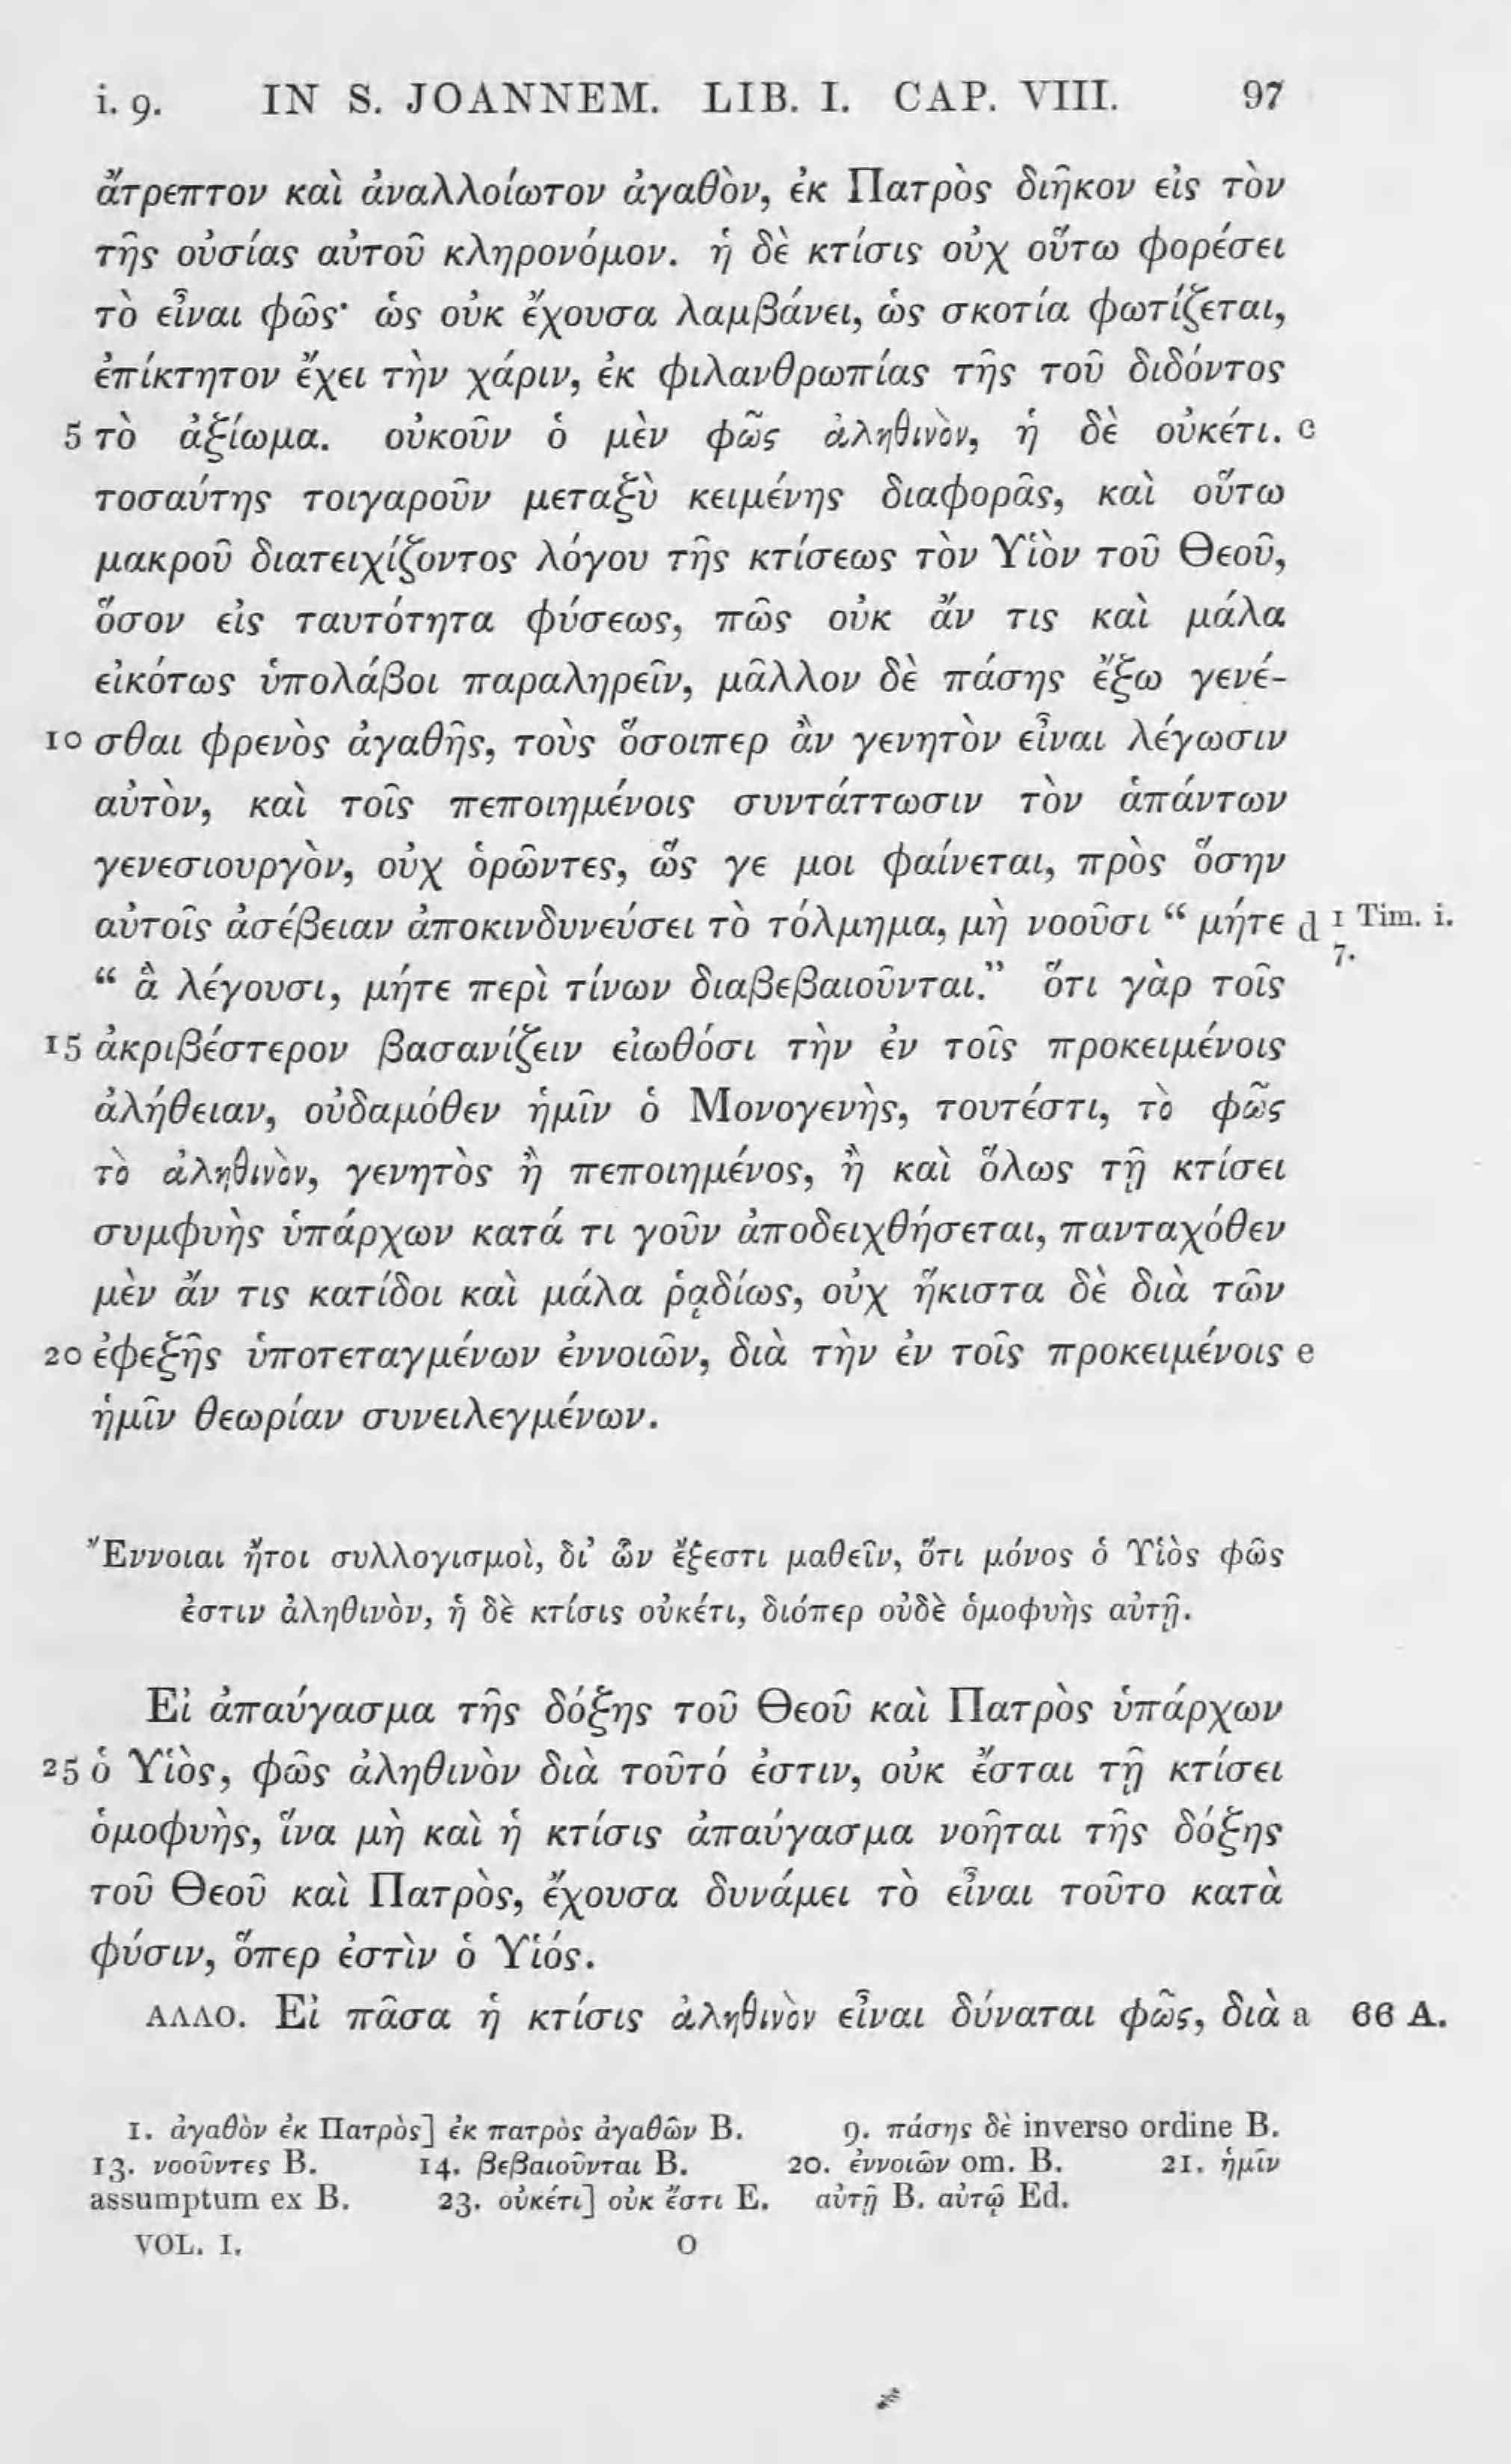 i. 9. IN S. JOANNEM. LIB. I. CAP. VIII. 97
ἄτρεπτον καὶ ἀναλλοίωτον ἀγαθὸν, ἐκ Πατρὸς διῆκον εἰς τὸν
τῆς οὐσίας αὐτοῦ κληρονόμον. ἡ δὲ κτίσις οὐχ οὕτω φορέσει
τὸ εἶναι φῶς· ὡς οὐκ ἔχουσα λαμβάνει, ὡς σκοτία φωτίζεται,
ἐπίκτητον ἔχει τὴν χάριν, ἐκ φιλανθρωπίας τῆς τοῦ διδόντος
5 τὸ ἀξίωμα. οὐκοῦν ὁ μὲν φῶς ἀληθινὸν, ἡ δὲ οὐκέτι. c
τοσαύτης τοιγαροῦν μεταξὺ κειμένης διαφορᾶς, καὶ οὕτω
μακροῦ διατειχίζοντος λόγου τῆς κτίσεως τὸν Υἱὸν τοῦ Θεοῦ,
ὅσον εἰς ταυτότητα φύσεως, πῶς οὐκ ἄν τις καὶ μάλα
εἰκότως ὑπολάβοι παραληρεῖν, μᾶλλον δὲ πάσης ἔξω γενέ-
10 σθαι φρενὸς ἀγαθῆς, τοὺς ὅσοιπερ ἂν γενητὸν εἶναι λέγωσιν
αὐτὸν, καὶ τοῖς πεποιημένοις συντάττωσιν τὸν ἁπάντων
γενεσιουργὸν, οὐχ ὁρῶντες, ὥς γε μοι φαίνεται, πρὸς ὅσην
αὐτοῖς ἀσέβειαν ἀποκινδυνεύσει τὸ τόλμημα, μὴ νοοῦσι “ μήτε d 1 Tim. i.
7.
“ ἃ λέγουσι, μήτε περὶ τίνων διαβεβαιοῦνται.” ὅτι γὰρ τοῖς
15 ἀκριβέστερον βασανίζειν εἰωθόσι τὴν ἐν τοῖς προκειμένοις
ἀλήθειαν, οὐδαμόθεν ἡμῖν ὁ Μονογενὴς, τουτέστι, τὸ φῶς
τὸ ἀληθινὸν, γενητὸς ἢ πεποιημένος, ἢ καὶ ὅλως τῇ κτίσει
συμφυὴς ὑπάρχων κατά τι γοῦν ἀποδειχθήσεται, πανταχόθεν
μὲν ἄν τις κατίδοι καὶ μάλα ῥᾳδίως, οὐχ ἥκιστα δὲ διὰ τῶν
20 ἐφεξῆς ὑποτεταγμένων ἐννοιῶν, διὰ τὴν ἐν τοῖς προκειμένοις e
ἡμῖν θεωρίαν συνειλεγμένων.
Ἔννοιαι ἤτοι συλλογισμοὶ, δι’ ὧν ἔξεστι μαθεῖν, ὅτι μόνος ὁ Υἱὸς φῶς
ἐστιν ἀληθινὸν, ἡ δὲ κτίσις οὐκέτι, διόπερ οὐδὲ ὁμοφυὴς αὐτῇ.
Εἰ ἀπαύγασμα τῆς δόξης τοῦ Θεοῦ καὶ Πατρὸς ὑπάρχων
25 ὁ Υἱὸς, φῶς ἀληθινὸν διὰ τοῦτό ἐστιν, οὐκ ἔσται τῇ κτίσει
ὁμοφυὴς, ἵνα μὴ καὶ ἡ κτίσις ἀπαύγασμα νοῆται τῆς δόξης
τοῦ Θεοῦ καὶ Πατρὸς, ἔχουσα δυνάμει τὸ εἶναι τοῦτο κατὰ
φύσιν, ὅπερ ἐστὶν ὁ Υἱός.
ΑΛΛΟ. Εἰ πᾶσα ἡ κτίσις ἀληθινὸν εἶναι δύναται φῶς, διὰ a 66 A.
1. ἀγαθὸν ἐκ Πατρὸς] ἐκ πατρὸς ἀγαθῶν B. 9. πάσης δὲ inverso ordine B.
13. νοοῦντες B. 14. βεβαιοῦνται B. 20. ἐννοιῶν om. B. 21. ἡμῖν
assumptum ex B. 23. οὐκέτι] οὐκ ἔστι E. αὐτῇ B. αὐτῷ Ed.
VOL. I. O